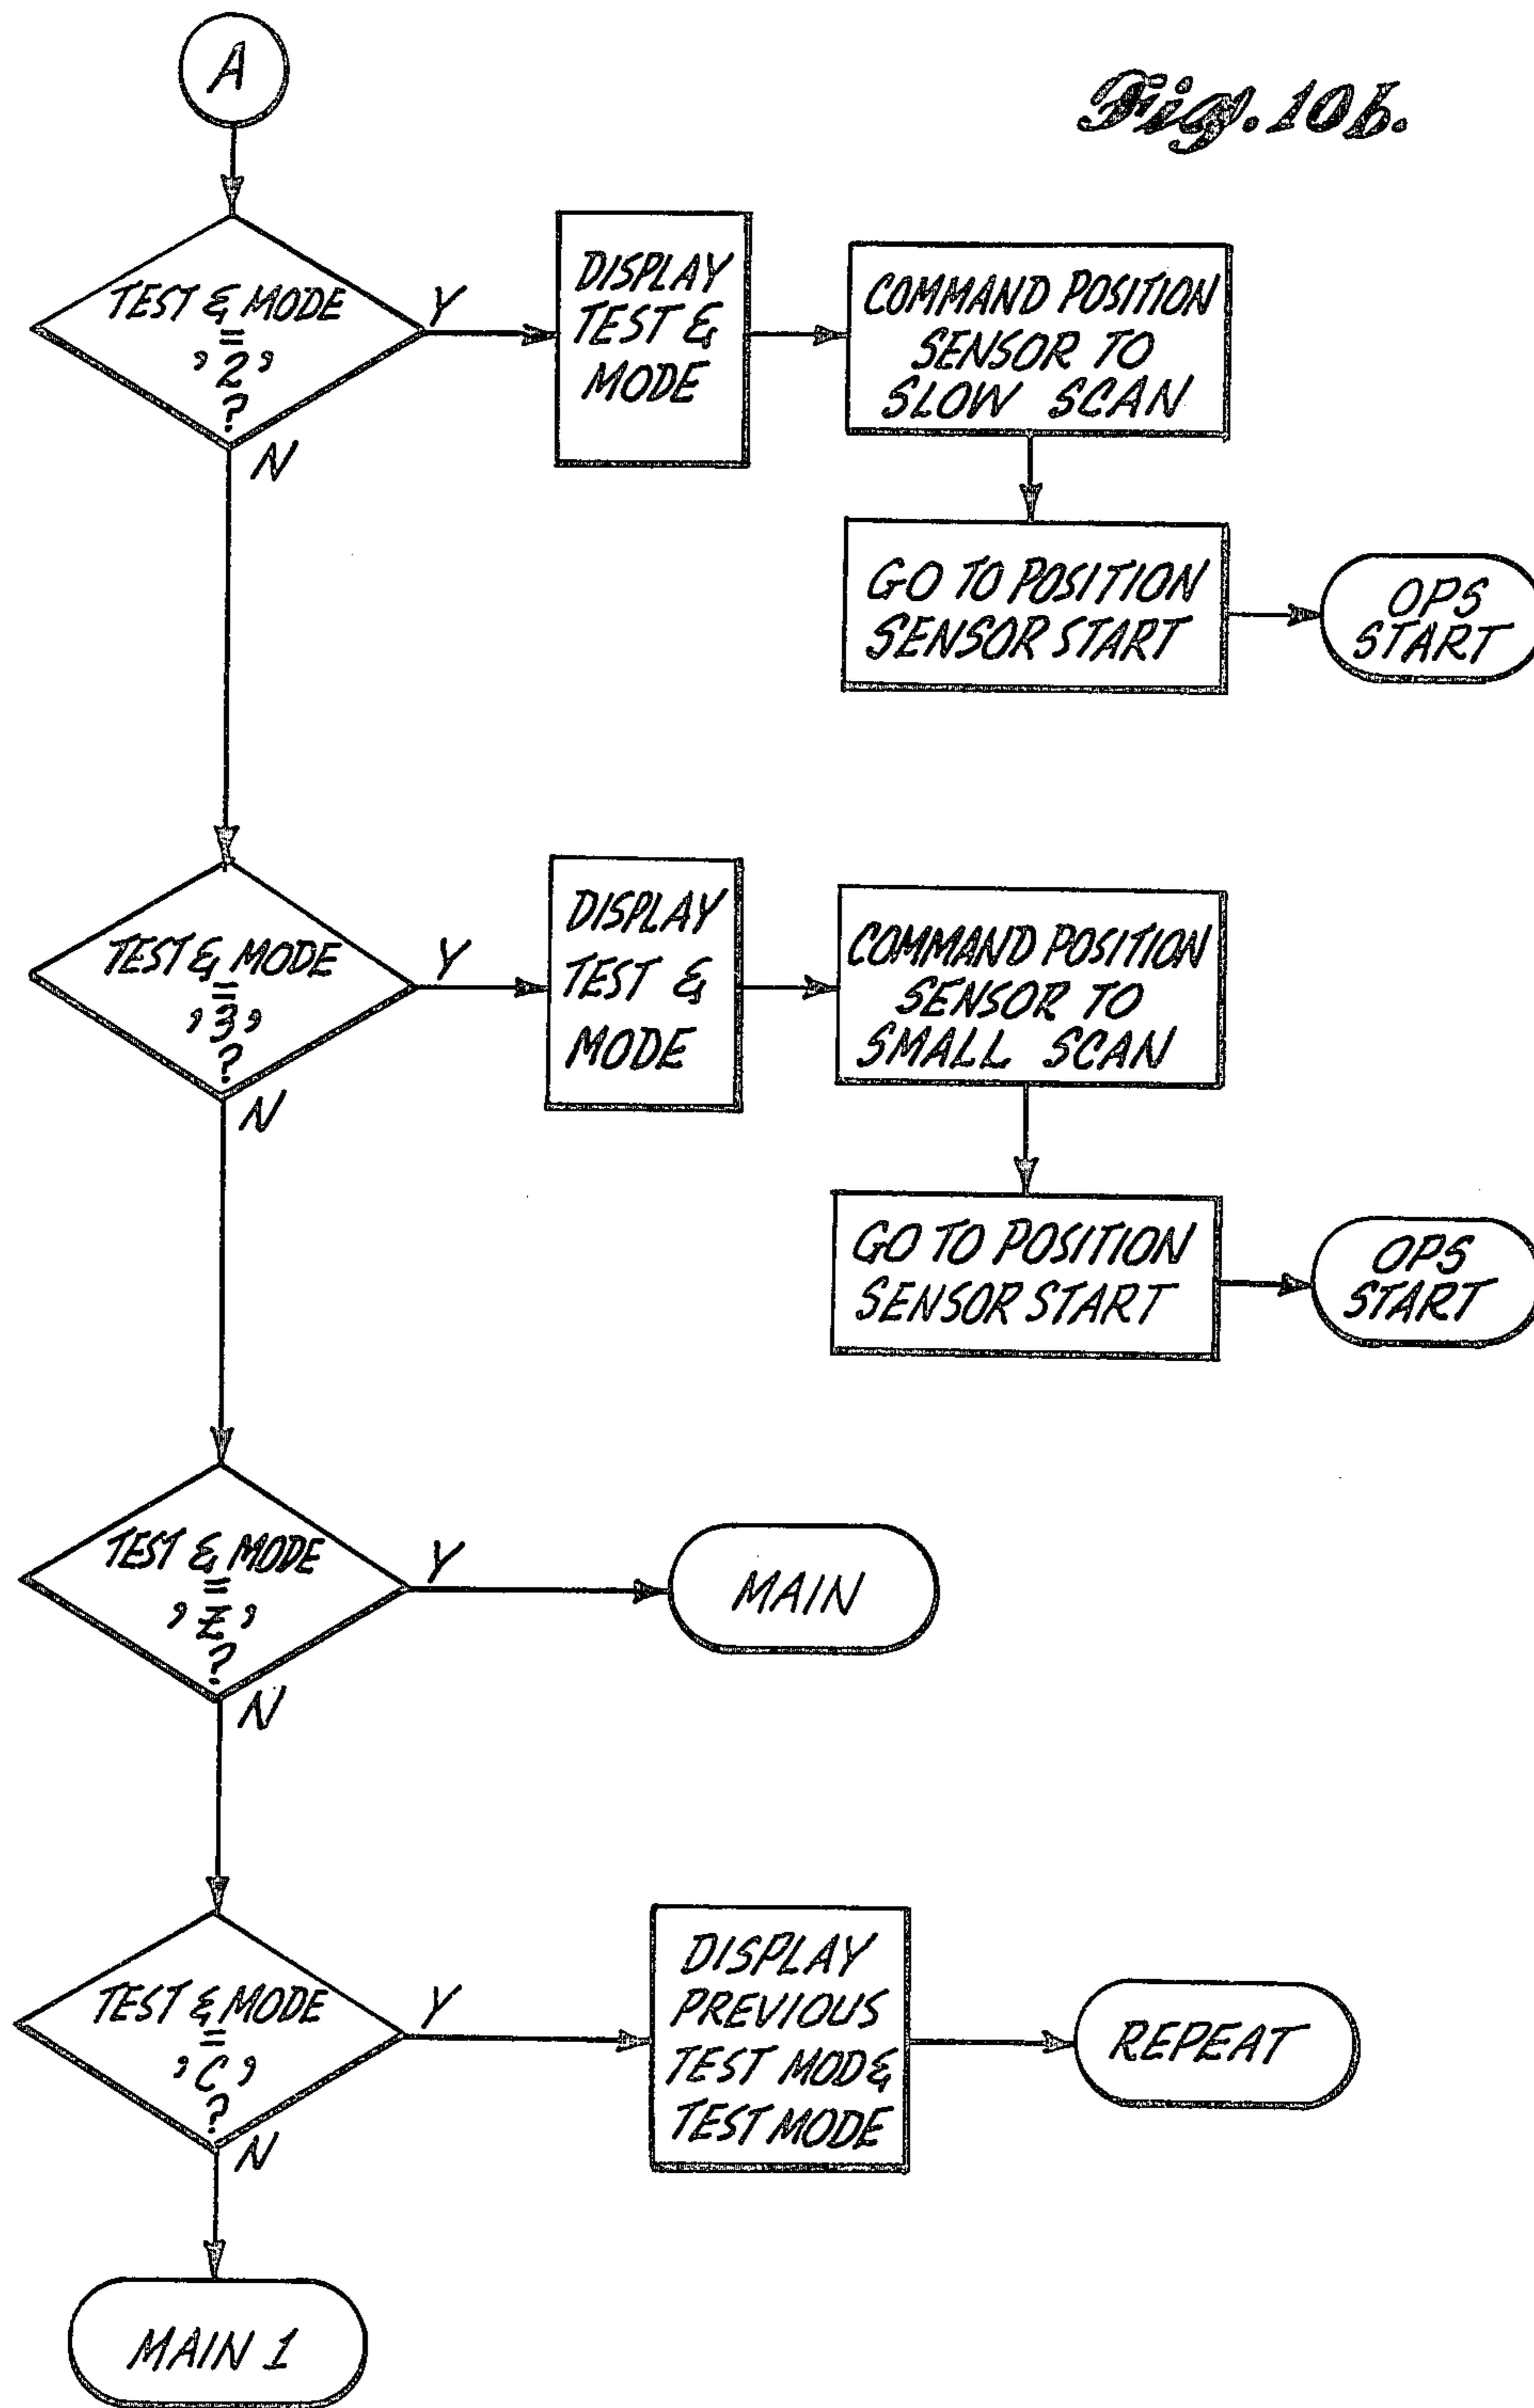 A
Fig. 10b.
TEST & MODE
=
'2'
?
Y
N
DISPLAY
TEST &
MODE
COMMAND POSITION
SENSOR TO
SLOW SCAN
GO TO POSITION
SENSOR START
OPS
START
TEST & MODE
=
'3'
?
Y
N
DISPLAY
TEST &
MODE
COMMAND POSITION
SENSOR TO
SMALL SCAN
GO TO POSITION
SENSOR START
OPS
START
TEST & MODE
=
'Z'
?
Y
N
MAIN
TEST & MODE
=
'C'
?
Y
N
DISPLAY
PREVIOUS
TEST MOD&
TEST MODE
REPEAT
MAIN 1